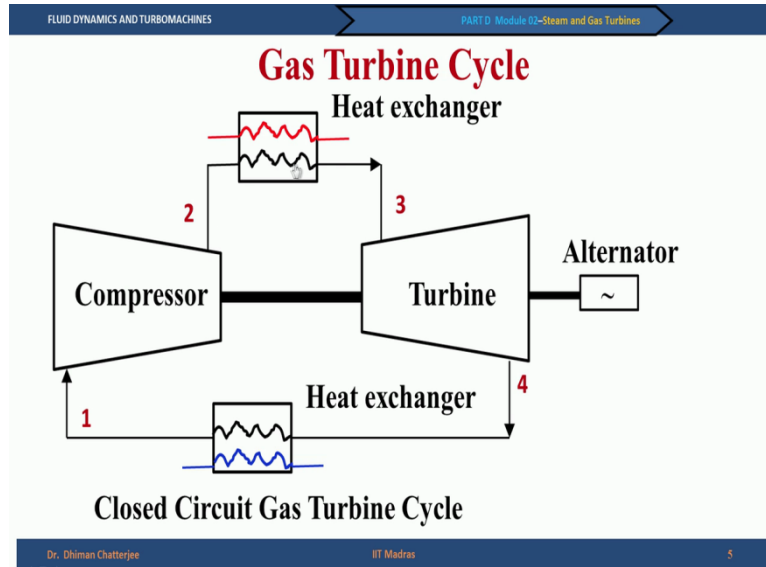 FLUID DYNAMICS AND TURBOMACHINES
PART D Module 02–Steam and Gas Turbines
Gas Turbine Cycle
Heat exchanger
2
3
Alternator
Compressor
Turbine
~
1
Heat exchanger
4
Closed Circuit Gas Turbine Cycle
Dr. Dhiman Chatterjee
IIT Madras
5